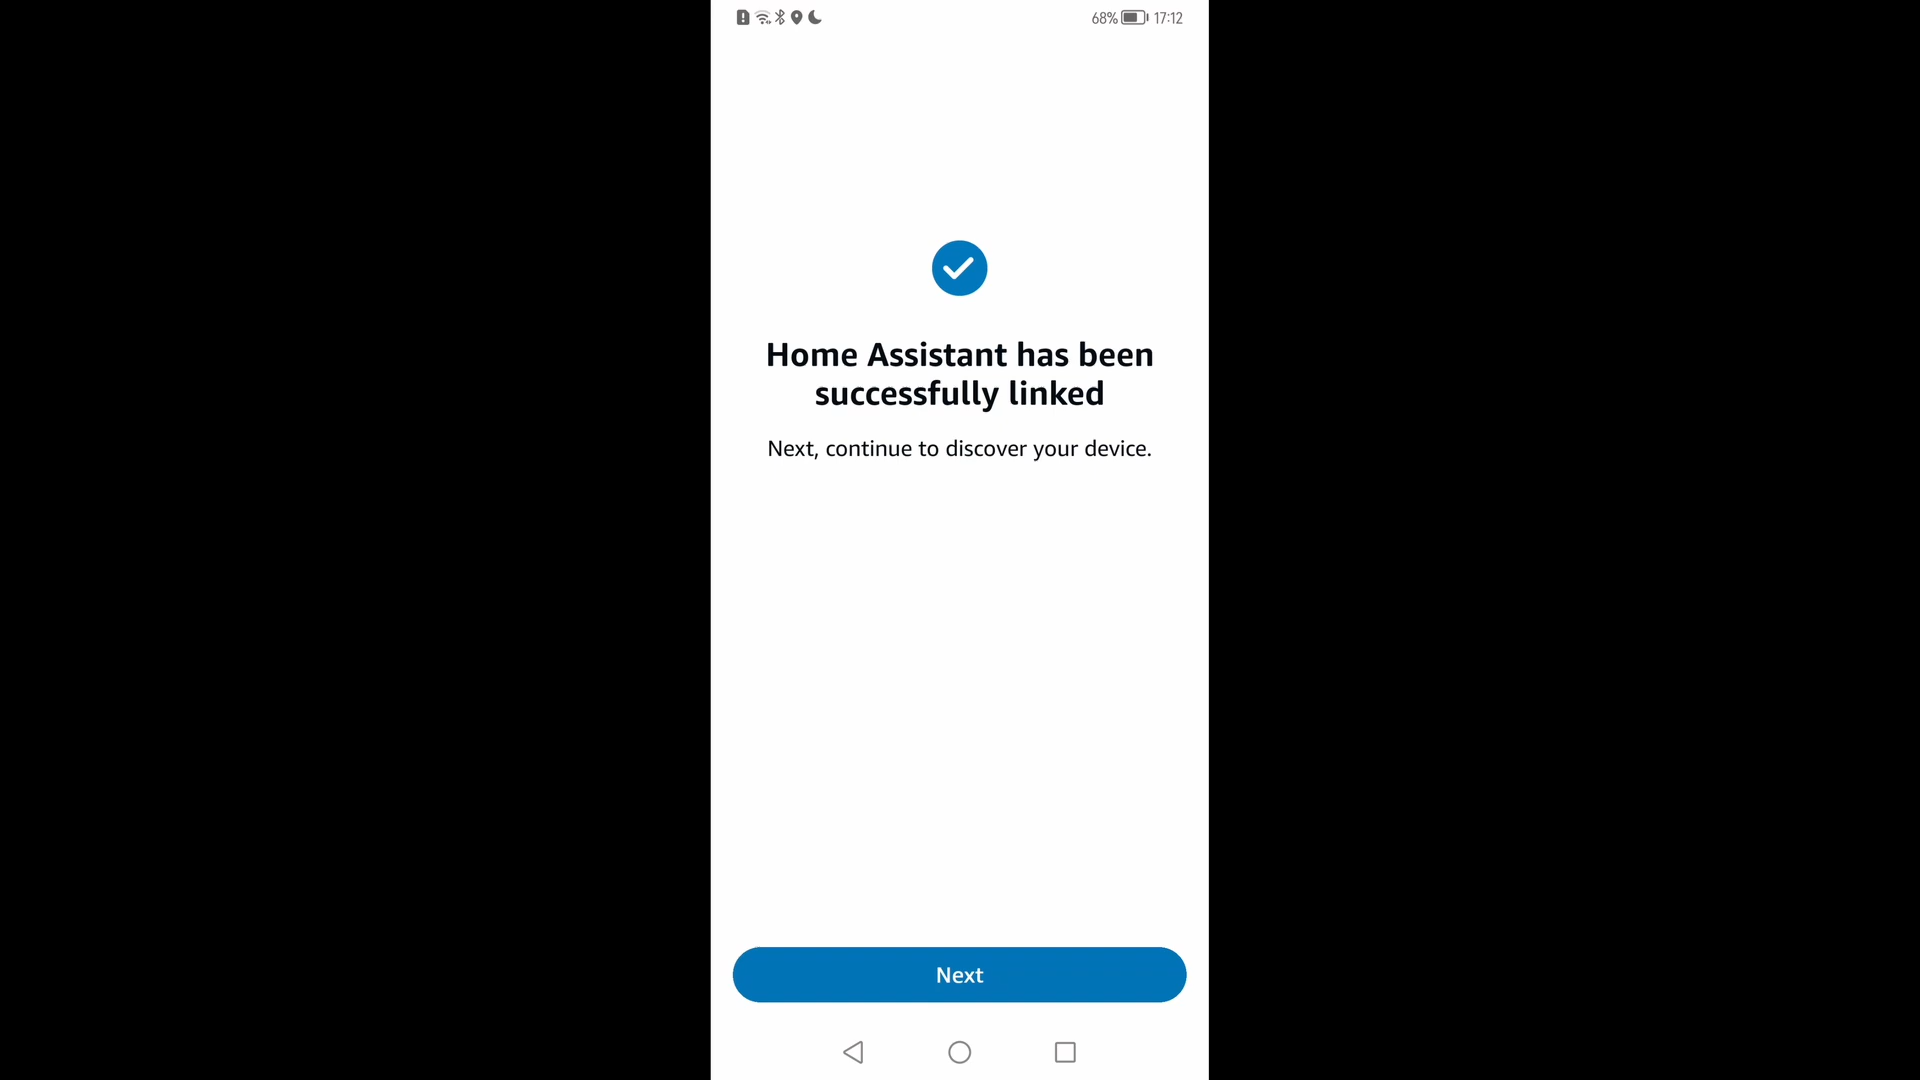 68% 17:12
Home Assistant has been
successfully linked
Next, continue to discover your device.
Next